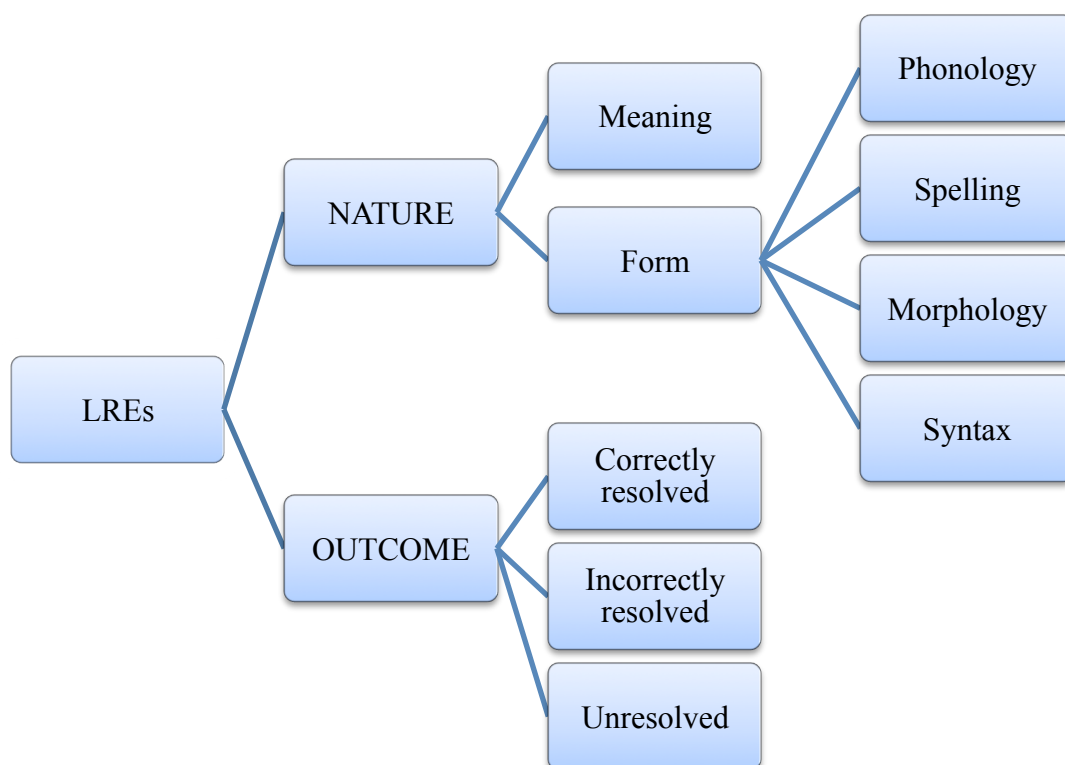 LREs
NATURE
Meaning
Form
Phonology
Spelling
Morphology
Syntax
OUTCOME
Correctly
resolved
Incorrectly
resolved
Unresolved